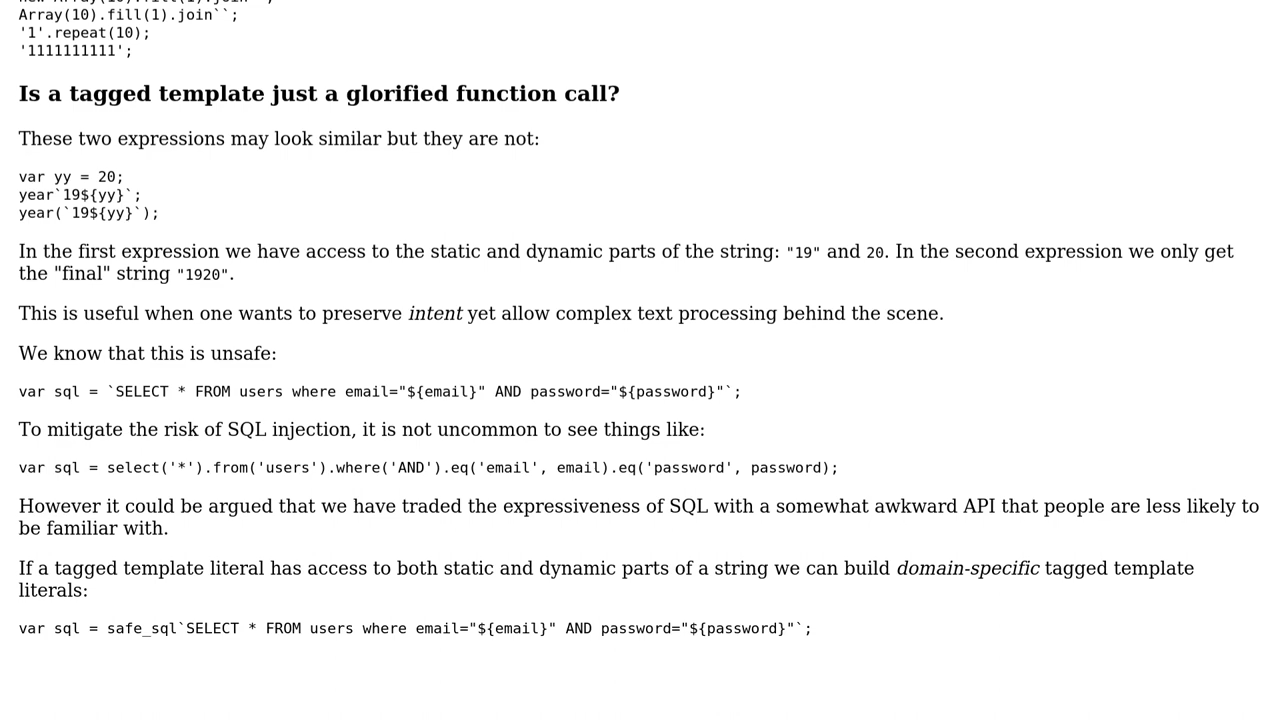 Array(10).fill(1).join``;
'1'.repeat(10);
'1111111111';
Is a tagged template just a glorified function call?
These two expressions may look similar but they are not:
var yy = 20;
year`19${yy}`;
year(`19${yy}`);
In the first expression we have access to the static and dynamic parts of the string: "19" and 20. In the second expression we only get
the "final" string "1920".
This is useful when one wants to preserve intent yet allow complex text processing behind the scene.
We know that this is unsafe:
var sql = `SELECT * FROM users where email="${email}" AND password="${password}"`;
To mitigate the risk of SQL injection, it is not uncommon to see things like:
var sql = select('*').from('users').where('AND').eq('email', email).eq('password', password);
However it could be argued that we have traded the expressiveness of SQL with a somewhat awkward API that people are less likely to
be familiar with.
If a tagged template literal has access to both static and dynamic parts of a string we can build domain-specific tagged template
literals:
var sql = safe_sql`SELECT * FROM users where email="${email}" AND password="${password}"`;